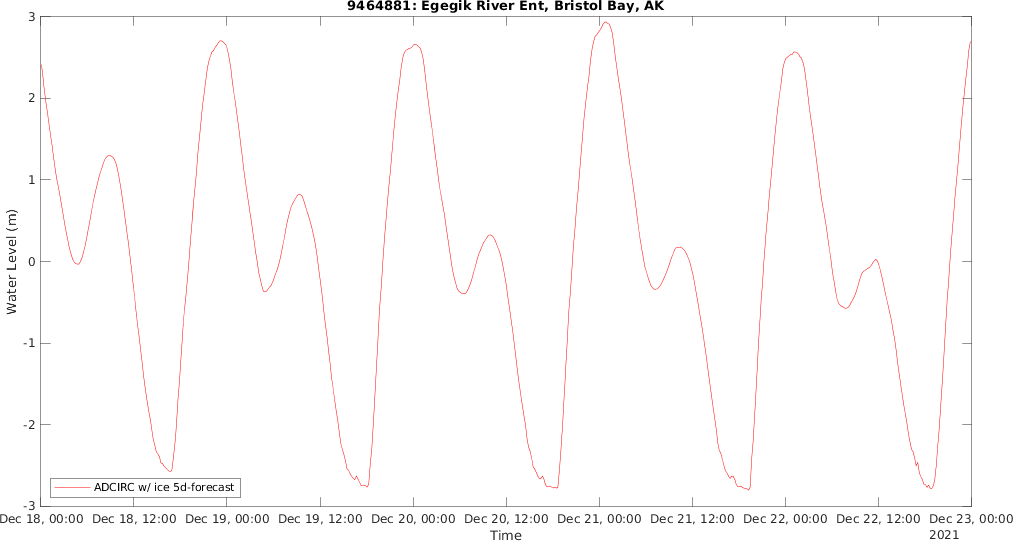 9464881: Egegik River Ent, Bristol Bay, AK
3
2
1
0
-1
-2
-3
Water Level (m)
ADCIRC w/ ice 5d-forecast
Dec 18, 00:00 Dec 18, 12:00 Dec 19, 00:00 Dec 19, 12:00 Dec 20, 00:00 Dec 20, 12:00 Dec 21, 00:00 Dec 21, 12:00 Dec 22, 00:00 Dec 22, 12:00 Dec 23, 00:00
Time
2021